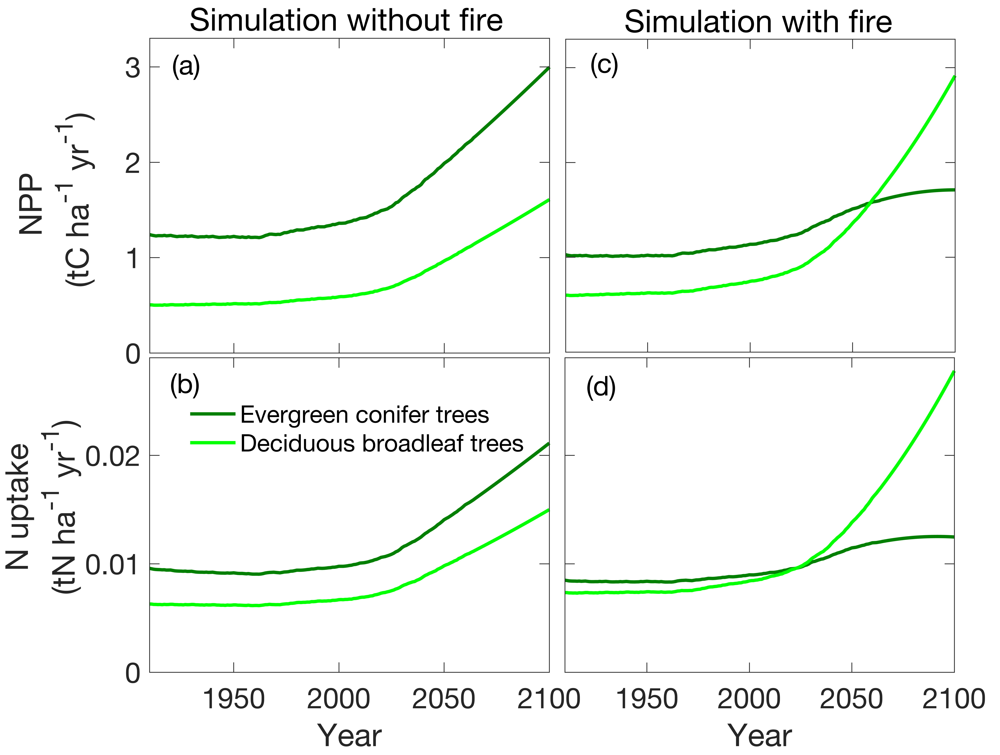 Simulation without fire
Simulation with fire
NPP
(tC ha⁻¹ yr⁻¹)
3
2
1
0
(a)
(c)
N uptake
(tN ha⁻¹ yr⁻¹)
0.02
0.01
0
(b)
Evergreen conifer trees
Deciduous broadleaf trees
(d)
1950 2000 2050 2100
1950 2000 2050 2100
Year
Year